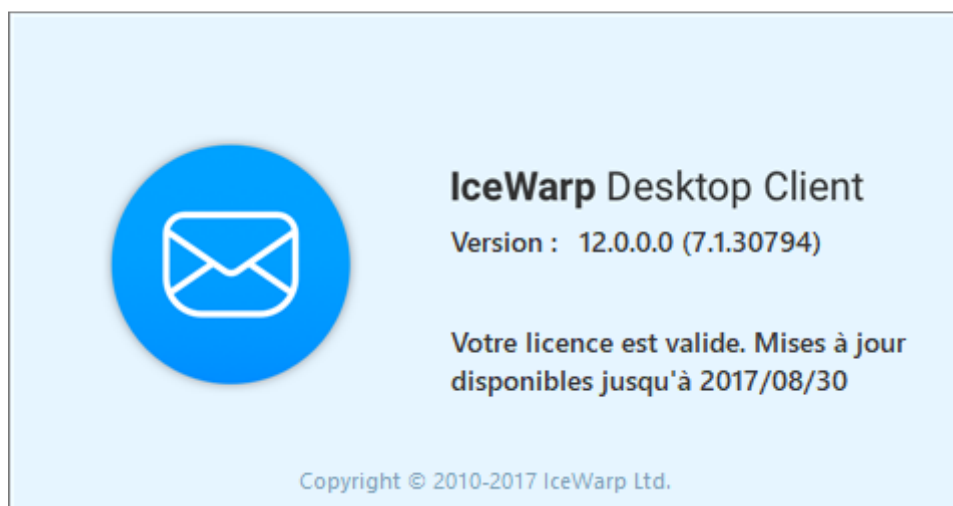 IceWarp Desktop Client
Version : 12.0.0.0 (7.1.30794)
Votre licence est valide. Mises à jour
disponibles jusqu'à 2017/08/30
Copyright © 2010-2017 IceWarp Ltd.